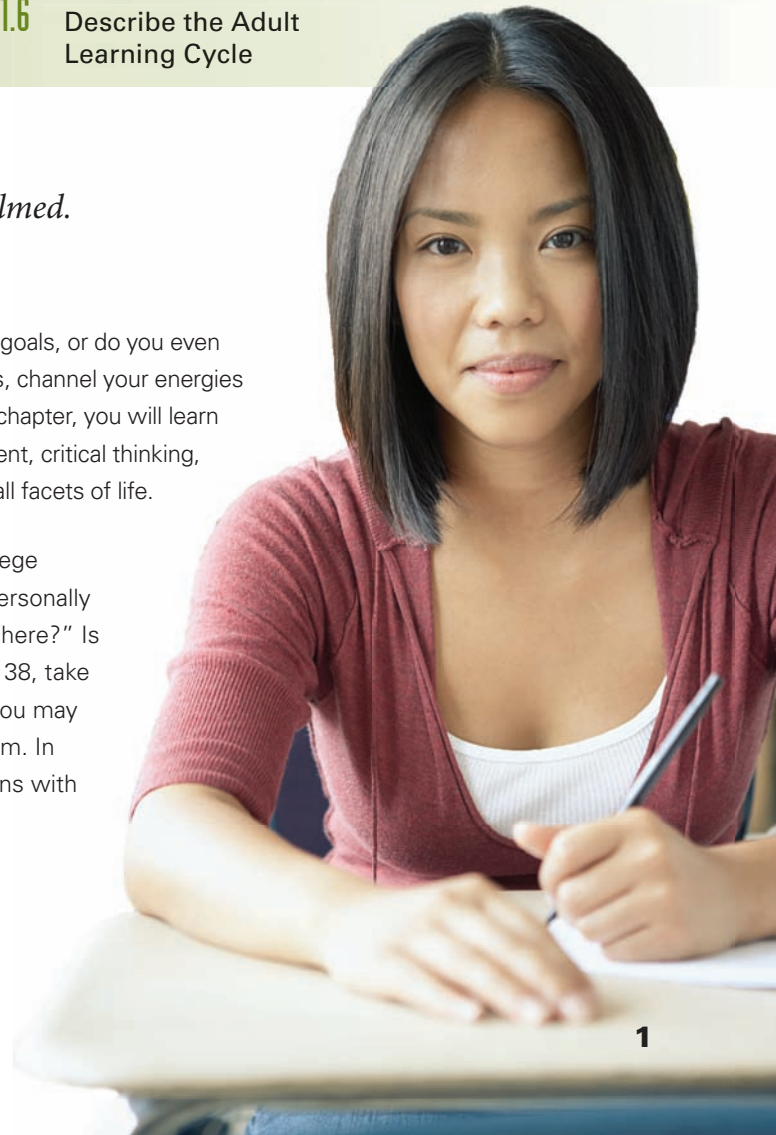 1.6 Describe the Adult
Learning Cycle
lmed.
goals, or do you even
s, channel your energies
chapter, you will learn
ent, critical thinking,
all facets of life.
ege
ersonally
here?” Is
38, take
ou may
m. In
ns with
1